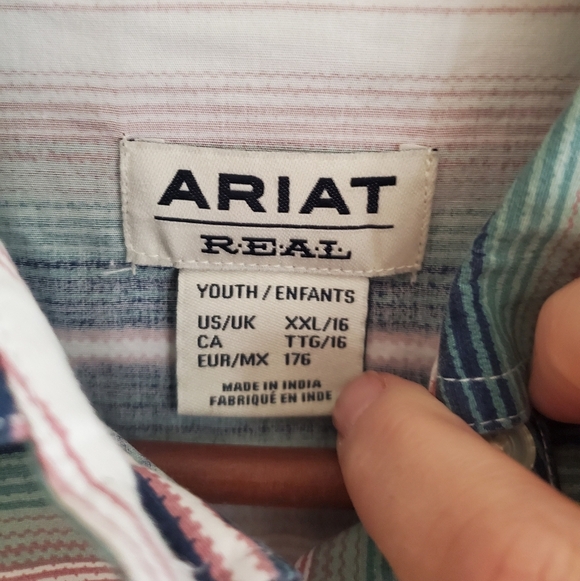 ARIAT
R·E·A·L
YOUTH / ENFANTS
US/UK XXL/16
CA TTG/16
EUR/MX 176
MADE IN INDIA
FABRIQUÉ EN INDE